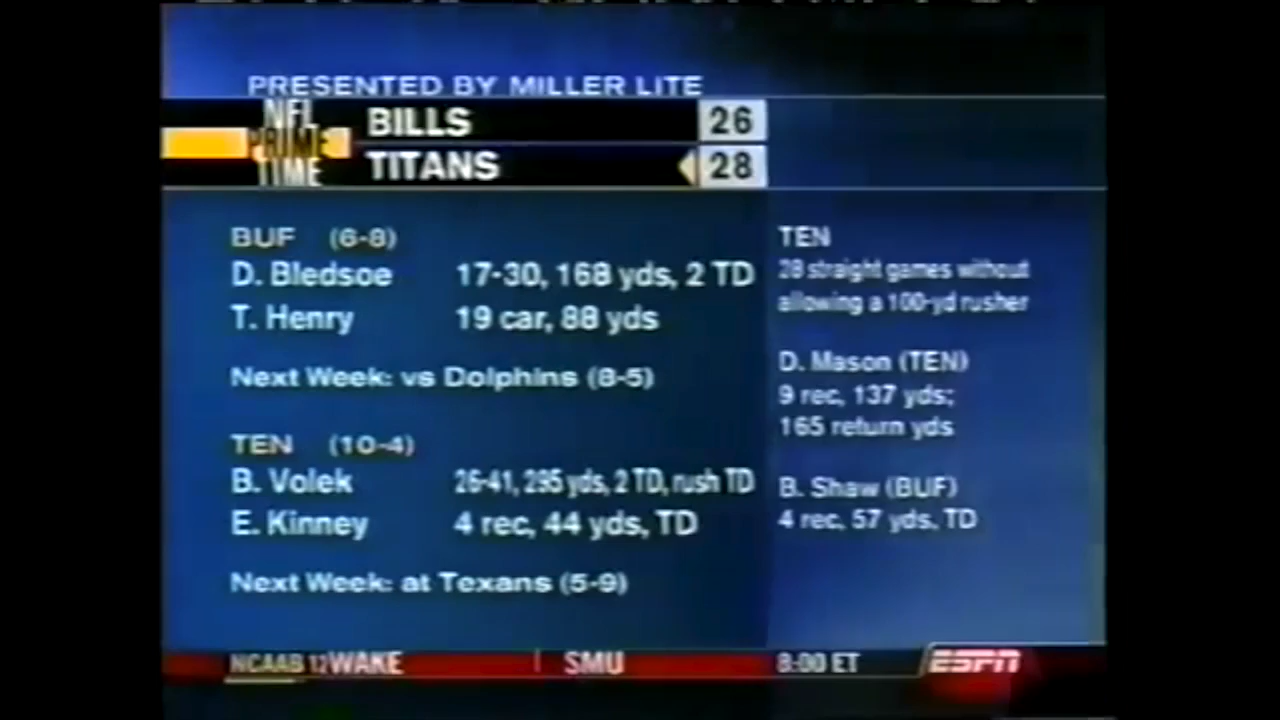 PRESENTED BY MILLER LITE
NFL
PRIME
TIME
BILLS 26
TITANS 28
BUF (6-8)
D. Bledsoe 17-30, 168 yds, 2 TD
T. Henry 19 car, 88 yds
Next Week: vs Dolphins (8-5)
TEN (10-4)
B. Volek 26-41, 295 yds, 2 TD, rush TD
E. Kinney 4 rec, 44 yds, TD
Next Week: at Texans (5-9)
TEN
28 straight games without
allowing a 100-yd rusher
D. Mason (TEN)
9 rec, 137 yds;
165 return yds
B. Shaw (BUF)
4 rec, 57 yds, TD
NCAAB 12 WAKE SMU 8:00 ET ESPN